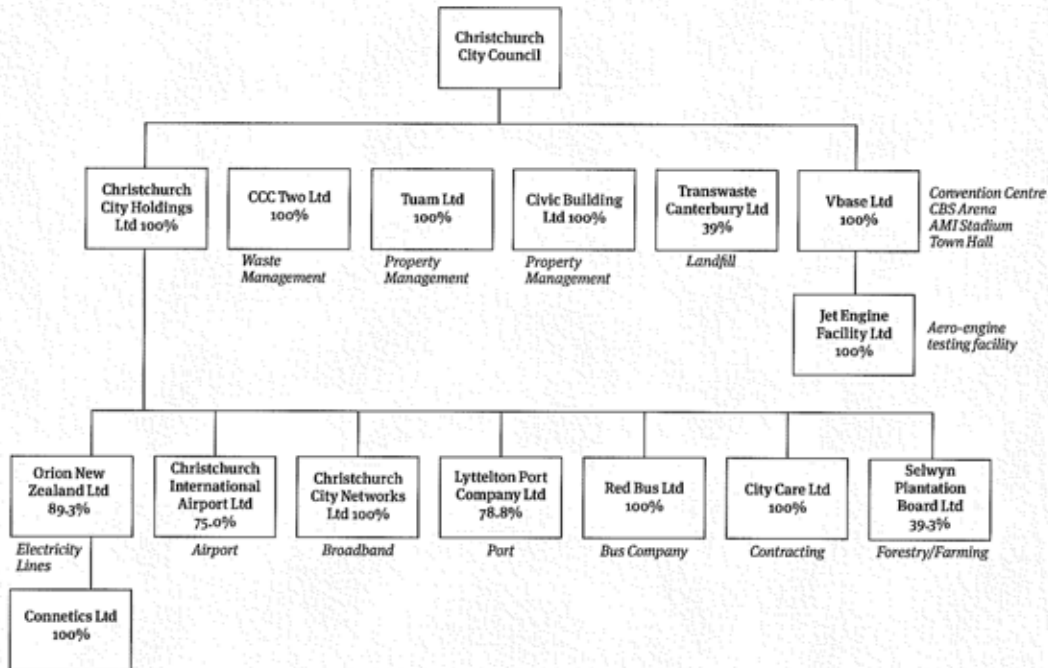 Christchurch
City Council
Christchurch
City Holdings
Ltd 100%
CCC Two Ltd
100%
Waste
Management
Tuam Ltd
100%
Property
Management
Civic Building
Ltd 100%
Property
Management
Transwaste
Canterbury Ltd
39%
Landfill
Vbase Ltd
100%
Convention Centre
CBS Arena
AMI Stadium
Town Hall
Jet Engine
Facility Ltd
100%
Aero-engine
testing facility
Orion New
Zealand Ltd
89.3%
Electricity
Lines
Christchurch
International
Airport Ltd
75.0%
Airport
Christchurch
City Networks
Ltd 100%
Broadband
Lyttelton Port
Company Ltd
78.8%
Port
Red Bus Ltd
100%
Bus Company
City Care Ltd
100%
Contracting
Selwyn
Plantation
Board Ltd
39.3%
Forestry/Farming
Connetics Ltd
100%